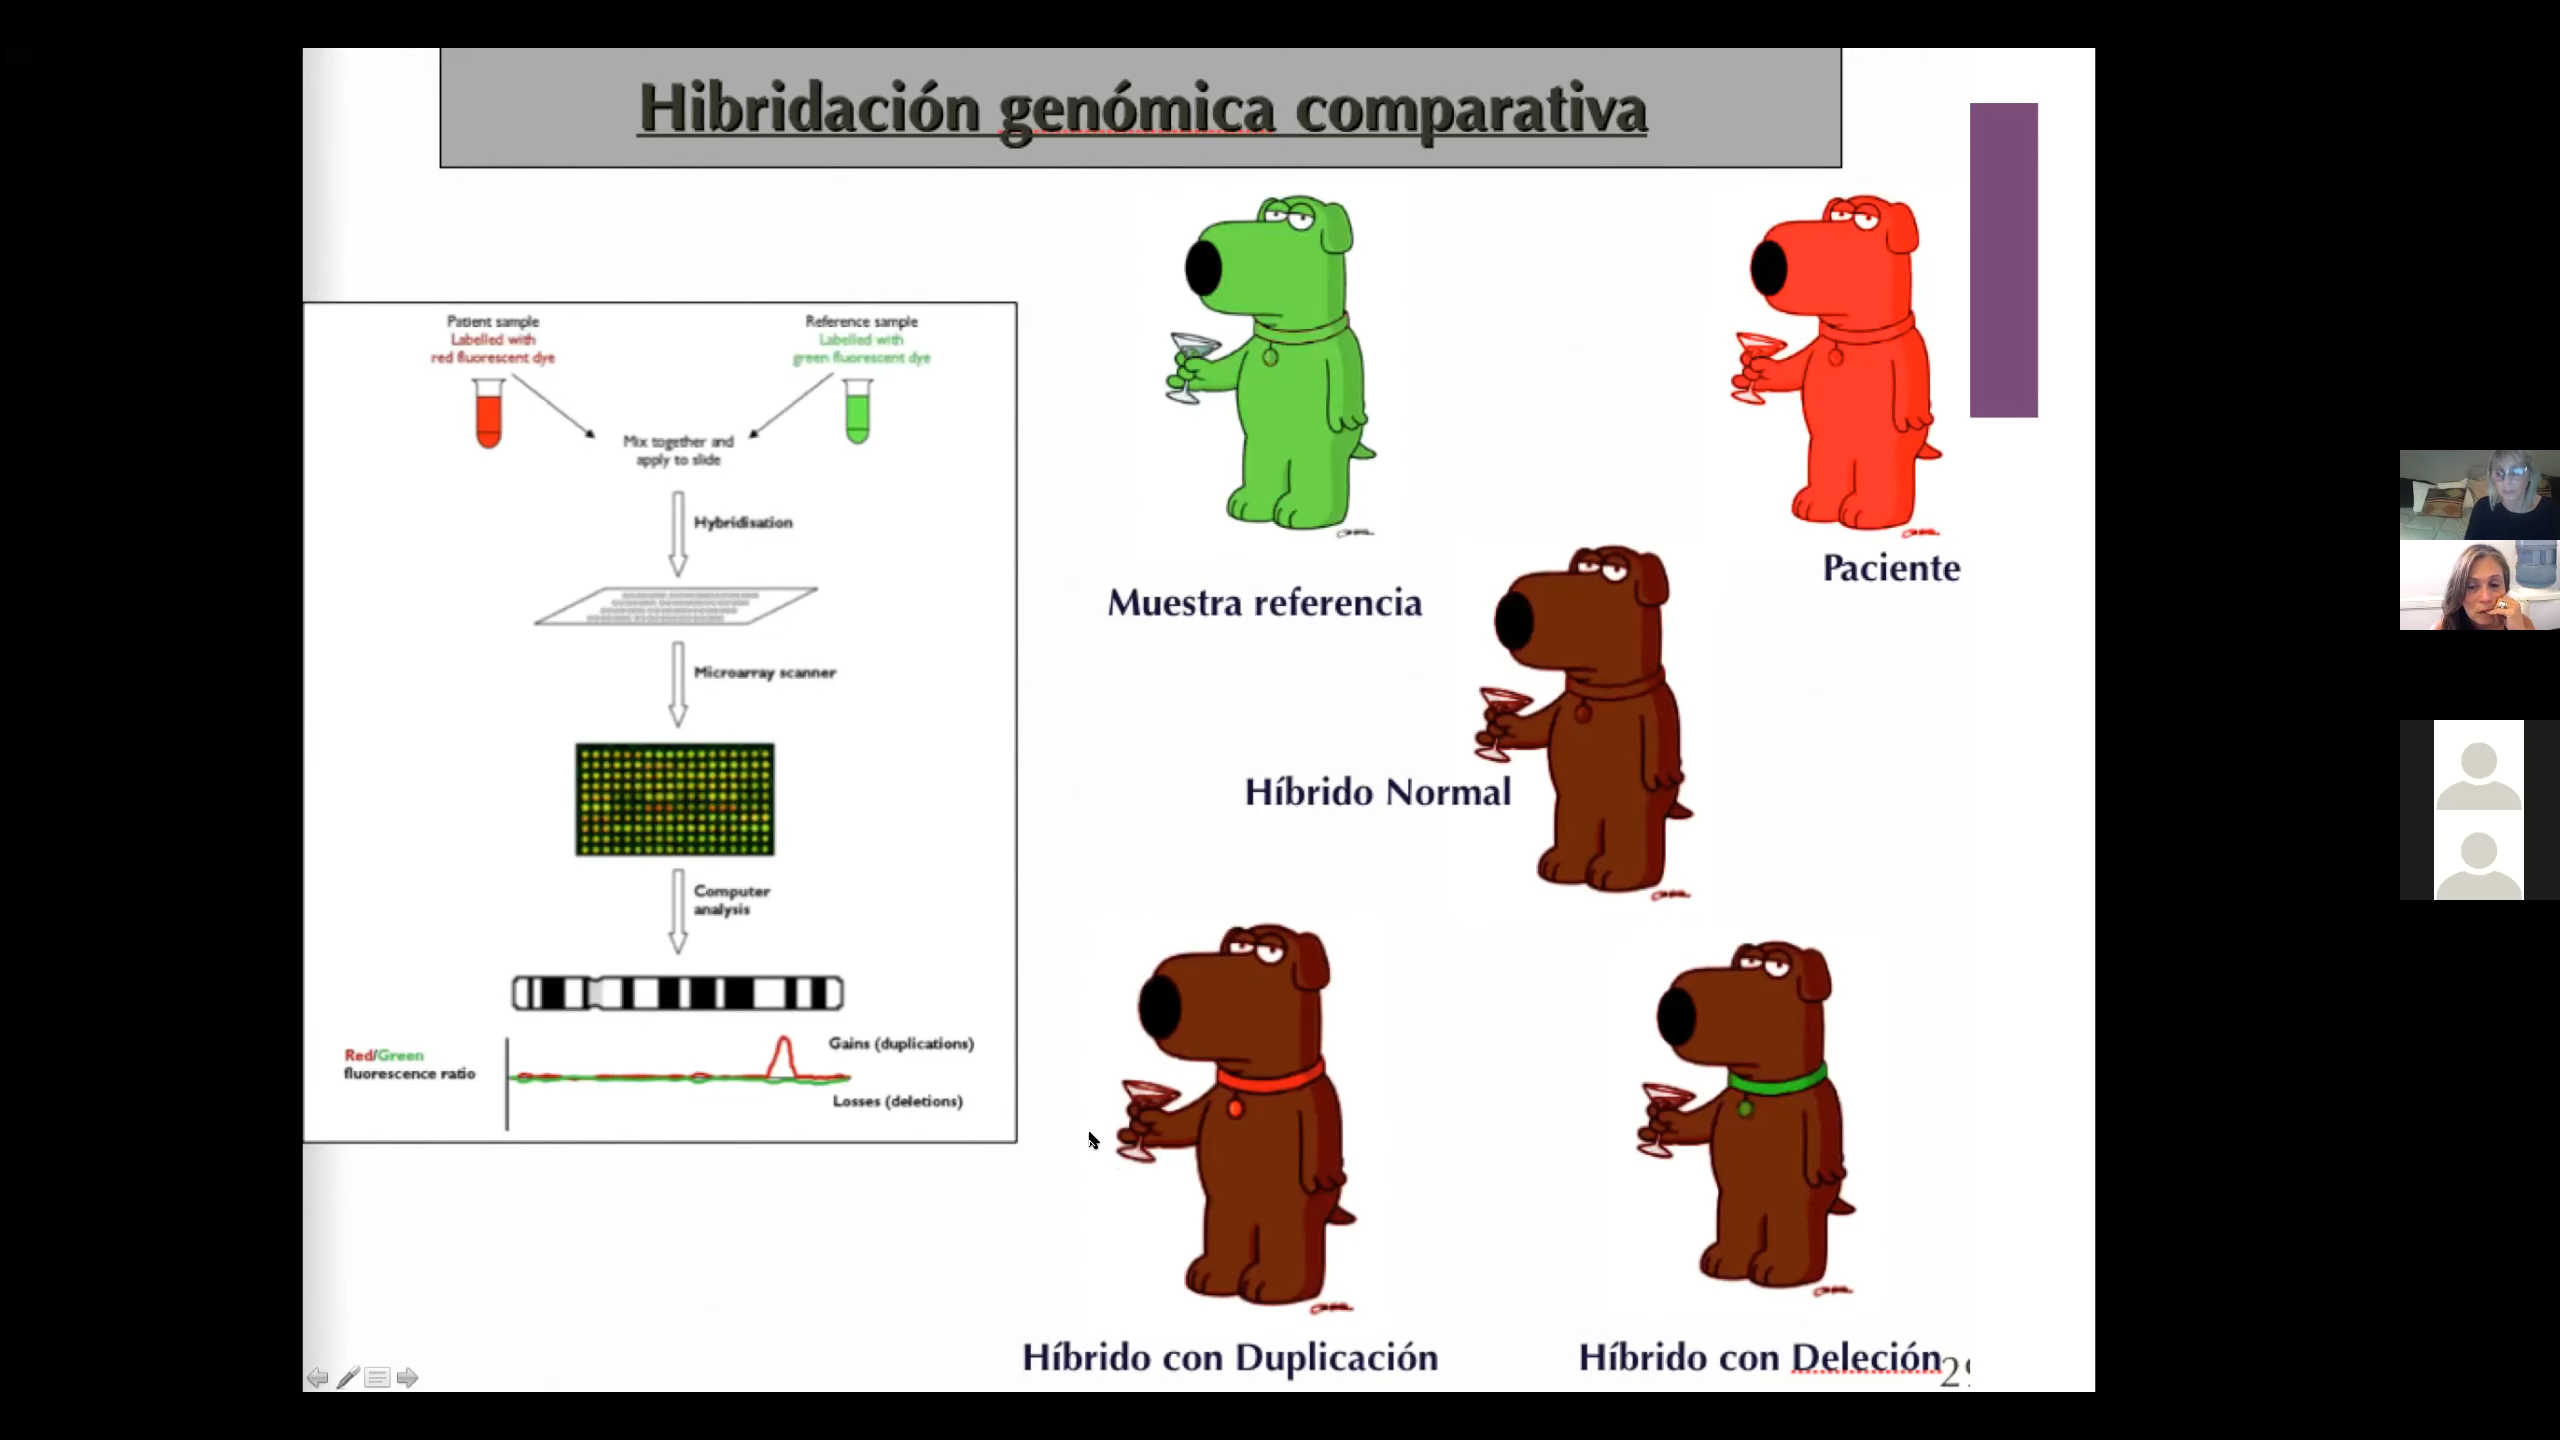 Hibridación genómica comparativa
Patient sample
Labelled with
red fluorescent dye
Reference sample
Labelled with
green fluorescent dye
Mix together and
apply to slide
Hybridisation
Microarray scanner
Computer
analysis
Red/Green
fluorescence ratio
Gains (duplications)
Losses (deletions)
Muestra referencia
Paciente
Híbrido Normal
Híbrido con Duplicación
Híbrido con Deleción